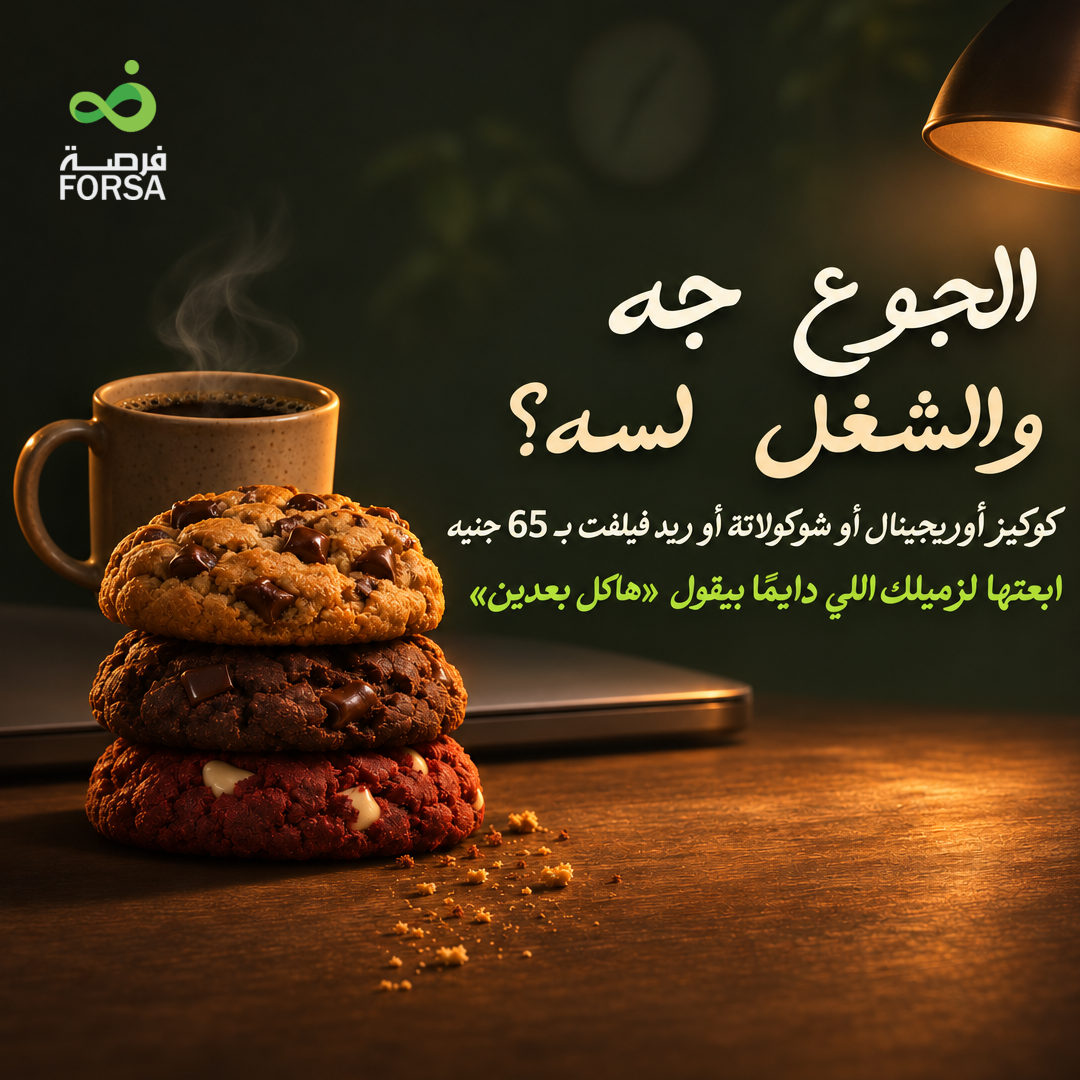 فرصة
FORSA
الجوع جه
والشغل لسه؟
كوكيز أوريجينال أو شوكولاتة أو ريد فيلفت بـ 65 جنيه
ابعتها لزميلك اللي دايمًا بيقول «هاكل بعدين»